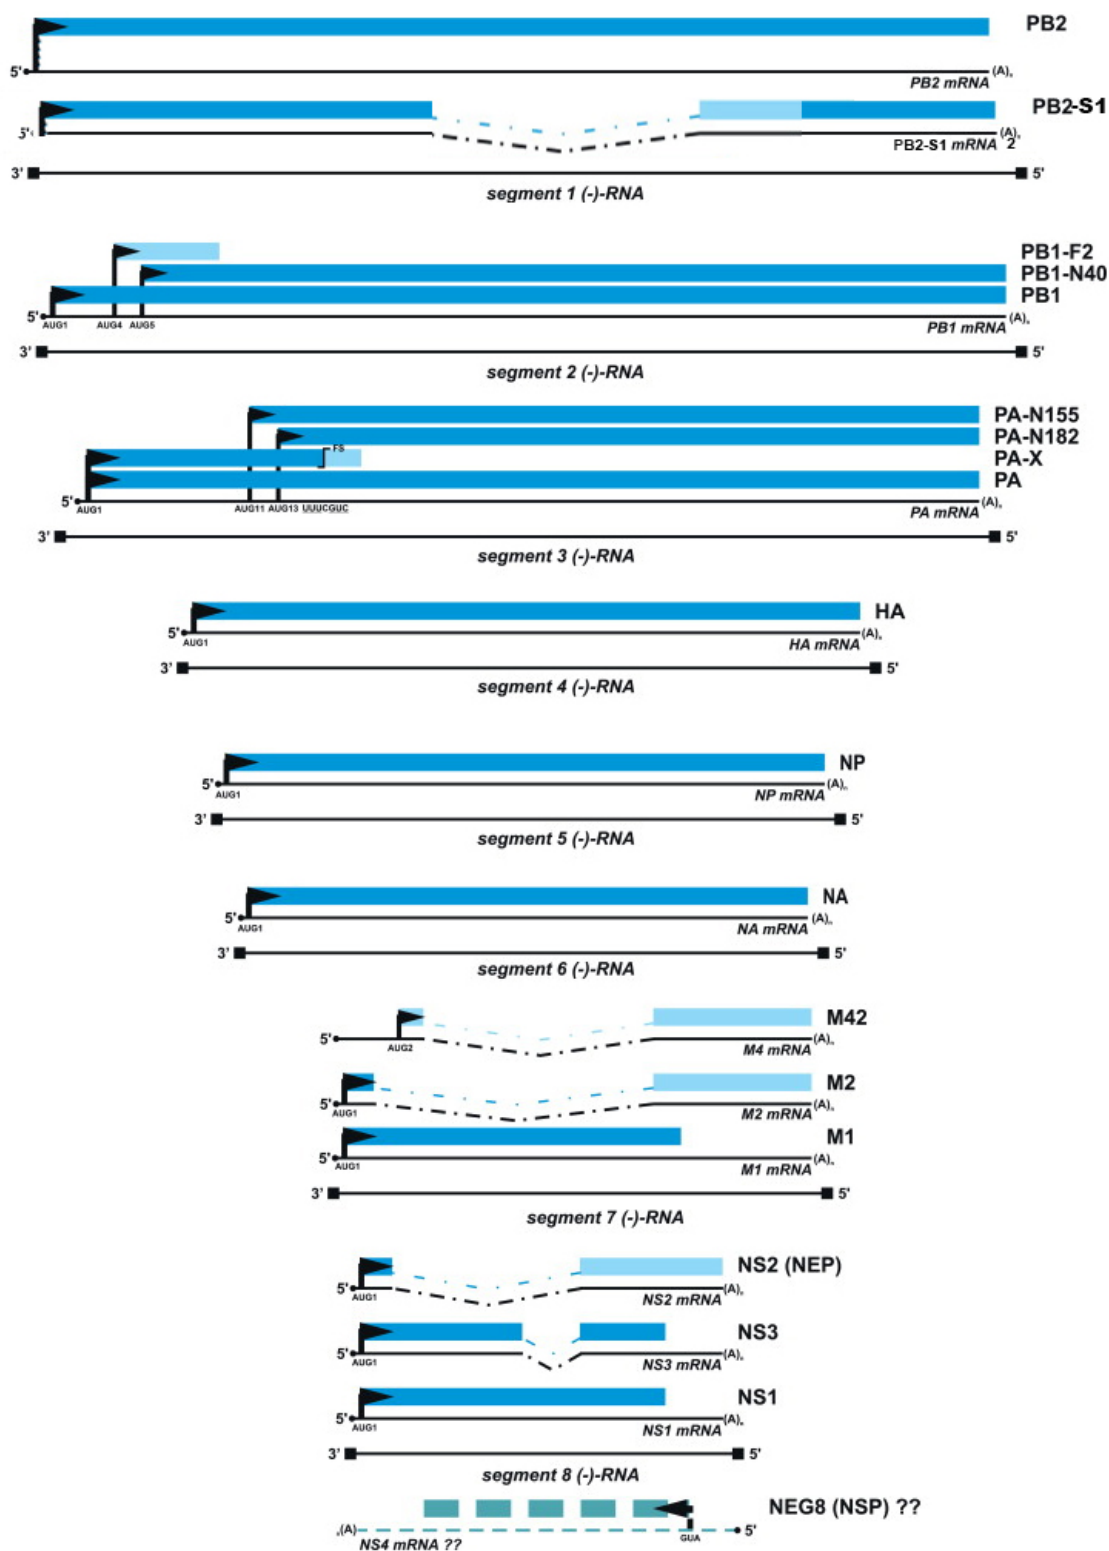 PB2
5' (A)n
PB2 mRNA
PB2-S1
5' (A)n
PB2-S1 mRNA 2
3' 5'
segment 1 (-)-RNA
PB1-F2
PB1-N40
PB1
5' (A)n
AUG1 AUG4 AUG5 PB1 mRNA
3' 5'
segment 2 (-)-RNA
PA-N155
PA-N182
FS
PA-X
PA
5' (A)n
AUG1 AUG11 AUG13 UUUCGUC PA mRNA
3' 5'
segment 3 (-)-RNA
HA
5' (A)n
AUG1 HA mRNA
3' 5'
segment 4 (-)-RNA
NP
5' (A)n
AUG1 NP mRNA
3' 5'
segment 5 (-)-RNA
NA
5' (A)n
AUG1 NA mRNA
3' 5'
segment 6 (-)-RNA
M42
5' (A)n
AUG2 M4 mRNA
M2
5' (A)n
AUG1 M2 mRNA
M1
5' (A)n
AUG1 M1 mRNA
3' 5'
segment 7 (-)-RNA
NS2 (NEP)
5' (A)n
AUG1 NS2 mRNA
NS3
5' (A)n
AUG1 NS3 mRNA
NS1
5' (A)n
AUG1 NS1 mRNA
3' 5'
segment 8 (-)-RNA
NEG8 (NSP) ??
n(A) 5'
NS4 mRNA ?? GUA